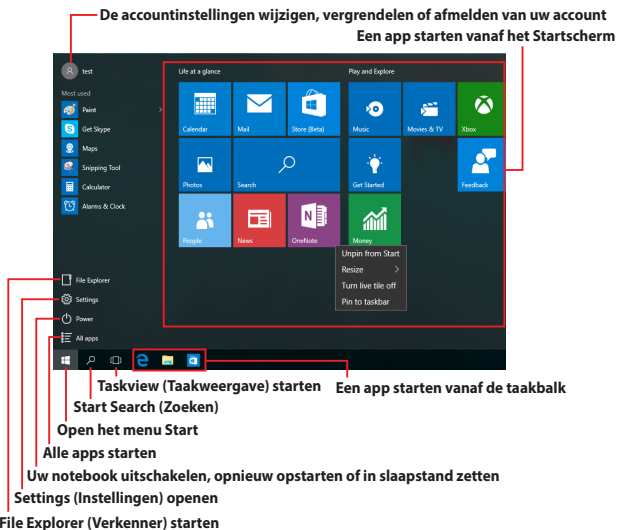 De accountinstellingen wijzigen, vergrendelen of afmelden van uw account
Een app starten vanaf het Startscherm
test
Life at a glance
Play and Explore
Most used
Paint
Get Skype
Maps
Snipping Tool
Calculator
Alarms & Clock
Calendar
Mail
Store (Beta)
Music
Movies & TV
Xbox
Photos
Search
Get Started
Feedback
People
News
OneNote
Money
Unpin from Start
Resize
Turn live tile off
Pin to taskbar
File Explorer
Settings
Power
All apps
Taskview (Taakweergave) starten
Een app starten vanaf de taakbalk
Start Search (Zoeken)
Open het menu Start
Alle apps starten
Uw notebook uitschakelen, opnieuw opstarten of in slaapstand zetten
Settings (Instellingen) openen
File Explorer (Verkenner) starten